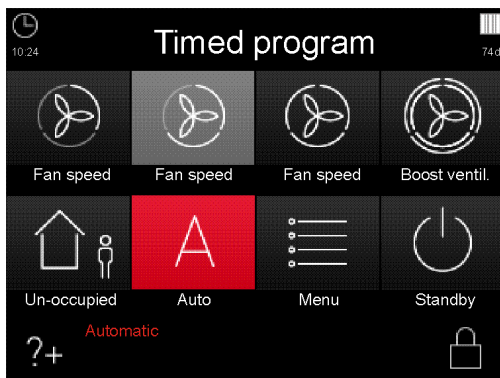 Timed program
10:24
74d
Fan speed Fan speed Fan speed Boost ventil.
A
Un-occupied Auto Menu Standby
Automatic
?+